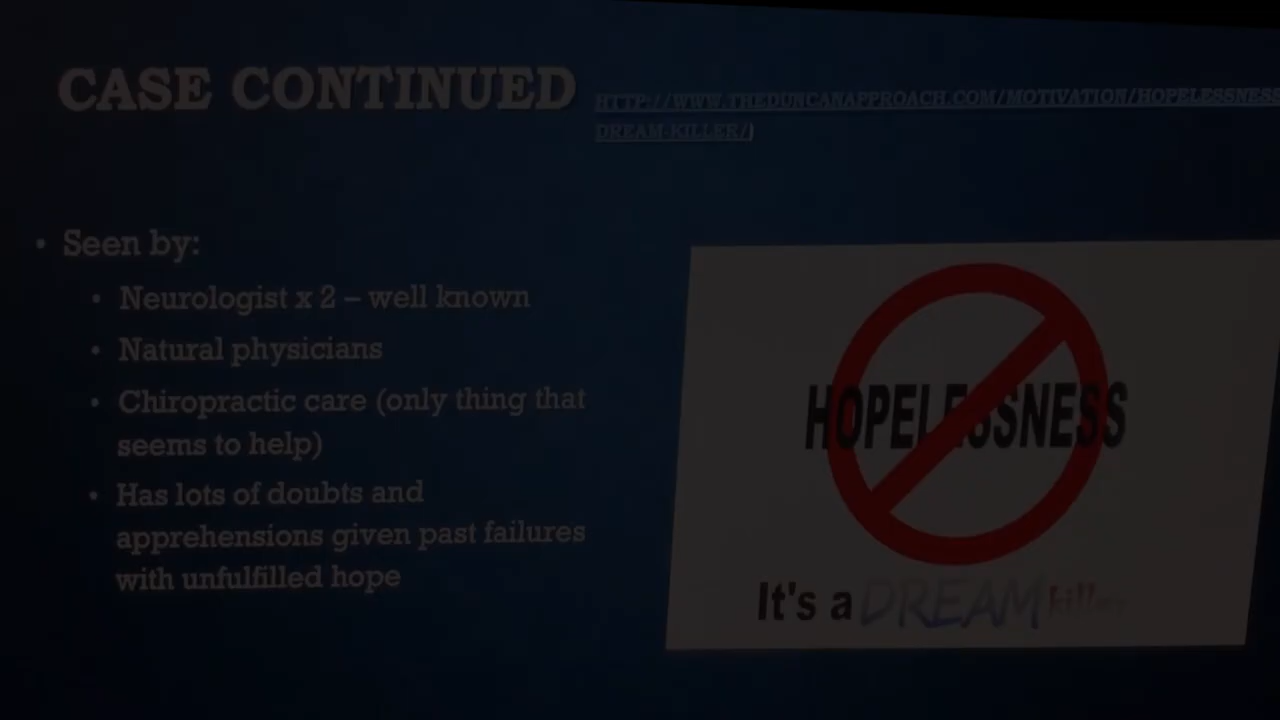 CASE CONTINUED
HTTP://WWW.THEDUNCANAPPROACH.COM/MOTIVATION/HOPELESSNESS
DREAM-KILLER/)
• Seen by:
• Neurologist x 2 – well known
• Natural physicians
• Chiropractic care (only thing that
seems to help)
• Has lots of doubts and
apprehensions given past failures
with unfulfilled hope
HOPELESSNESS
It's a DREAM killer